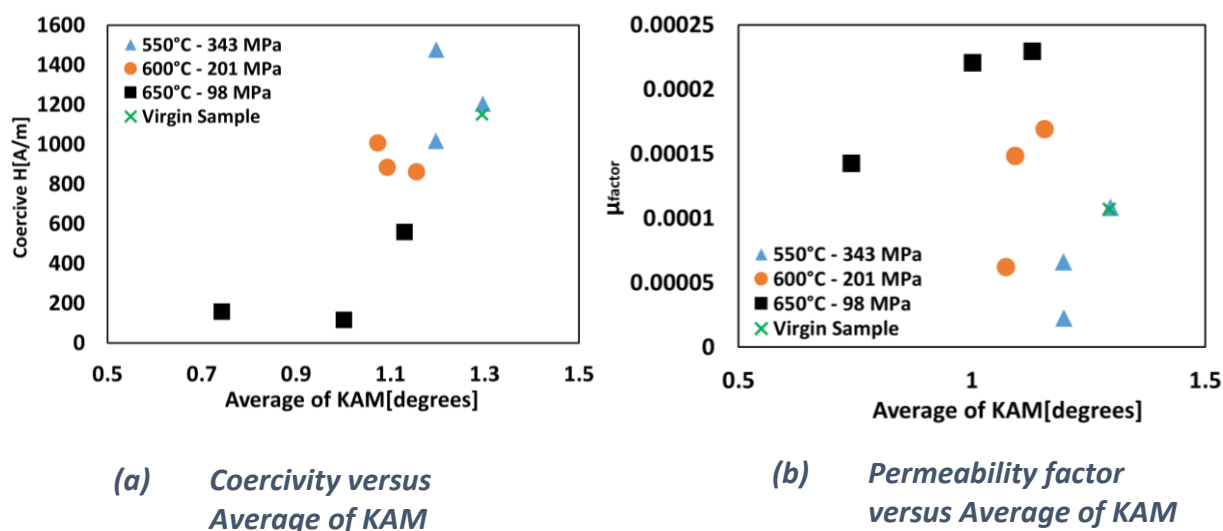 1600
1400
1200
1000
800
600
400
200
0
Coercive H[A/m]
550°C - 343 MPa
600°C - 201 MPa
650°C - 98 MPa
Virgin Sample
0.5 0.7 0.9 1.1 1.3 1.5
Average of KAM[degrees]
(a) Coercivity versus
Average of KAM
0.00025
0.0002
0.00015
0.0001
0.00005
0
µfactor
550°C - 343 MPa
600°C - 201 MPa
650°C - 98 MPa
Virgin Sample
0.5 1 1.5
Average of KAM[degrees]
(b) Permeability factor
versus Average of KAM